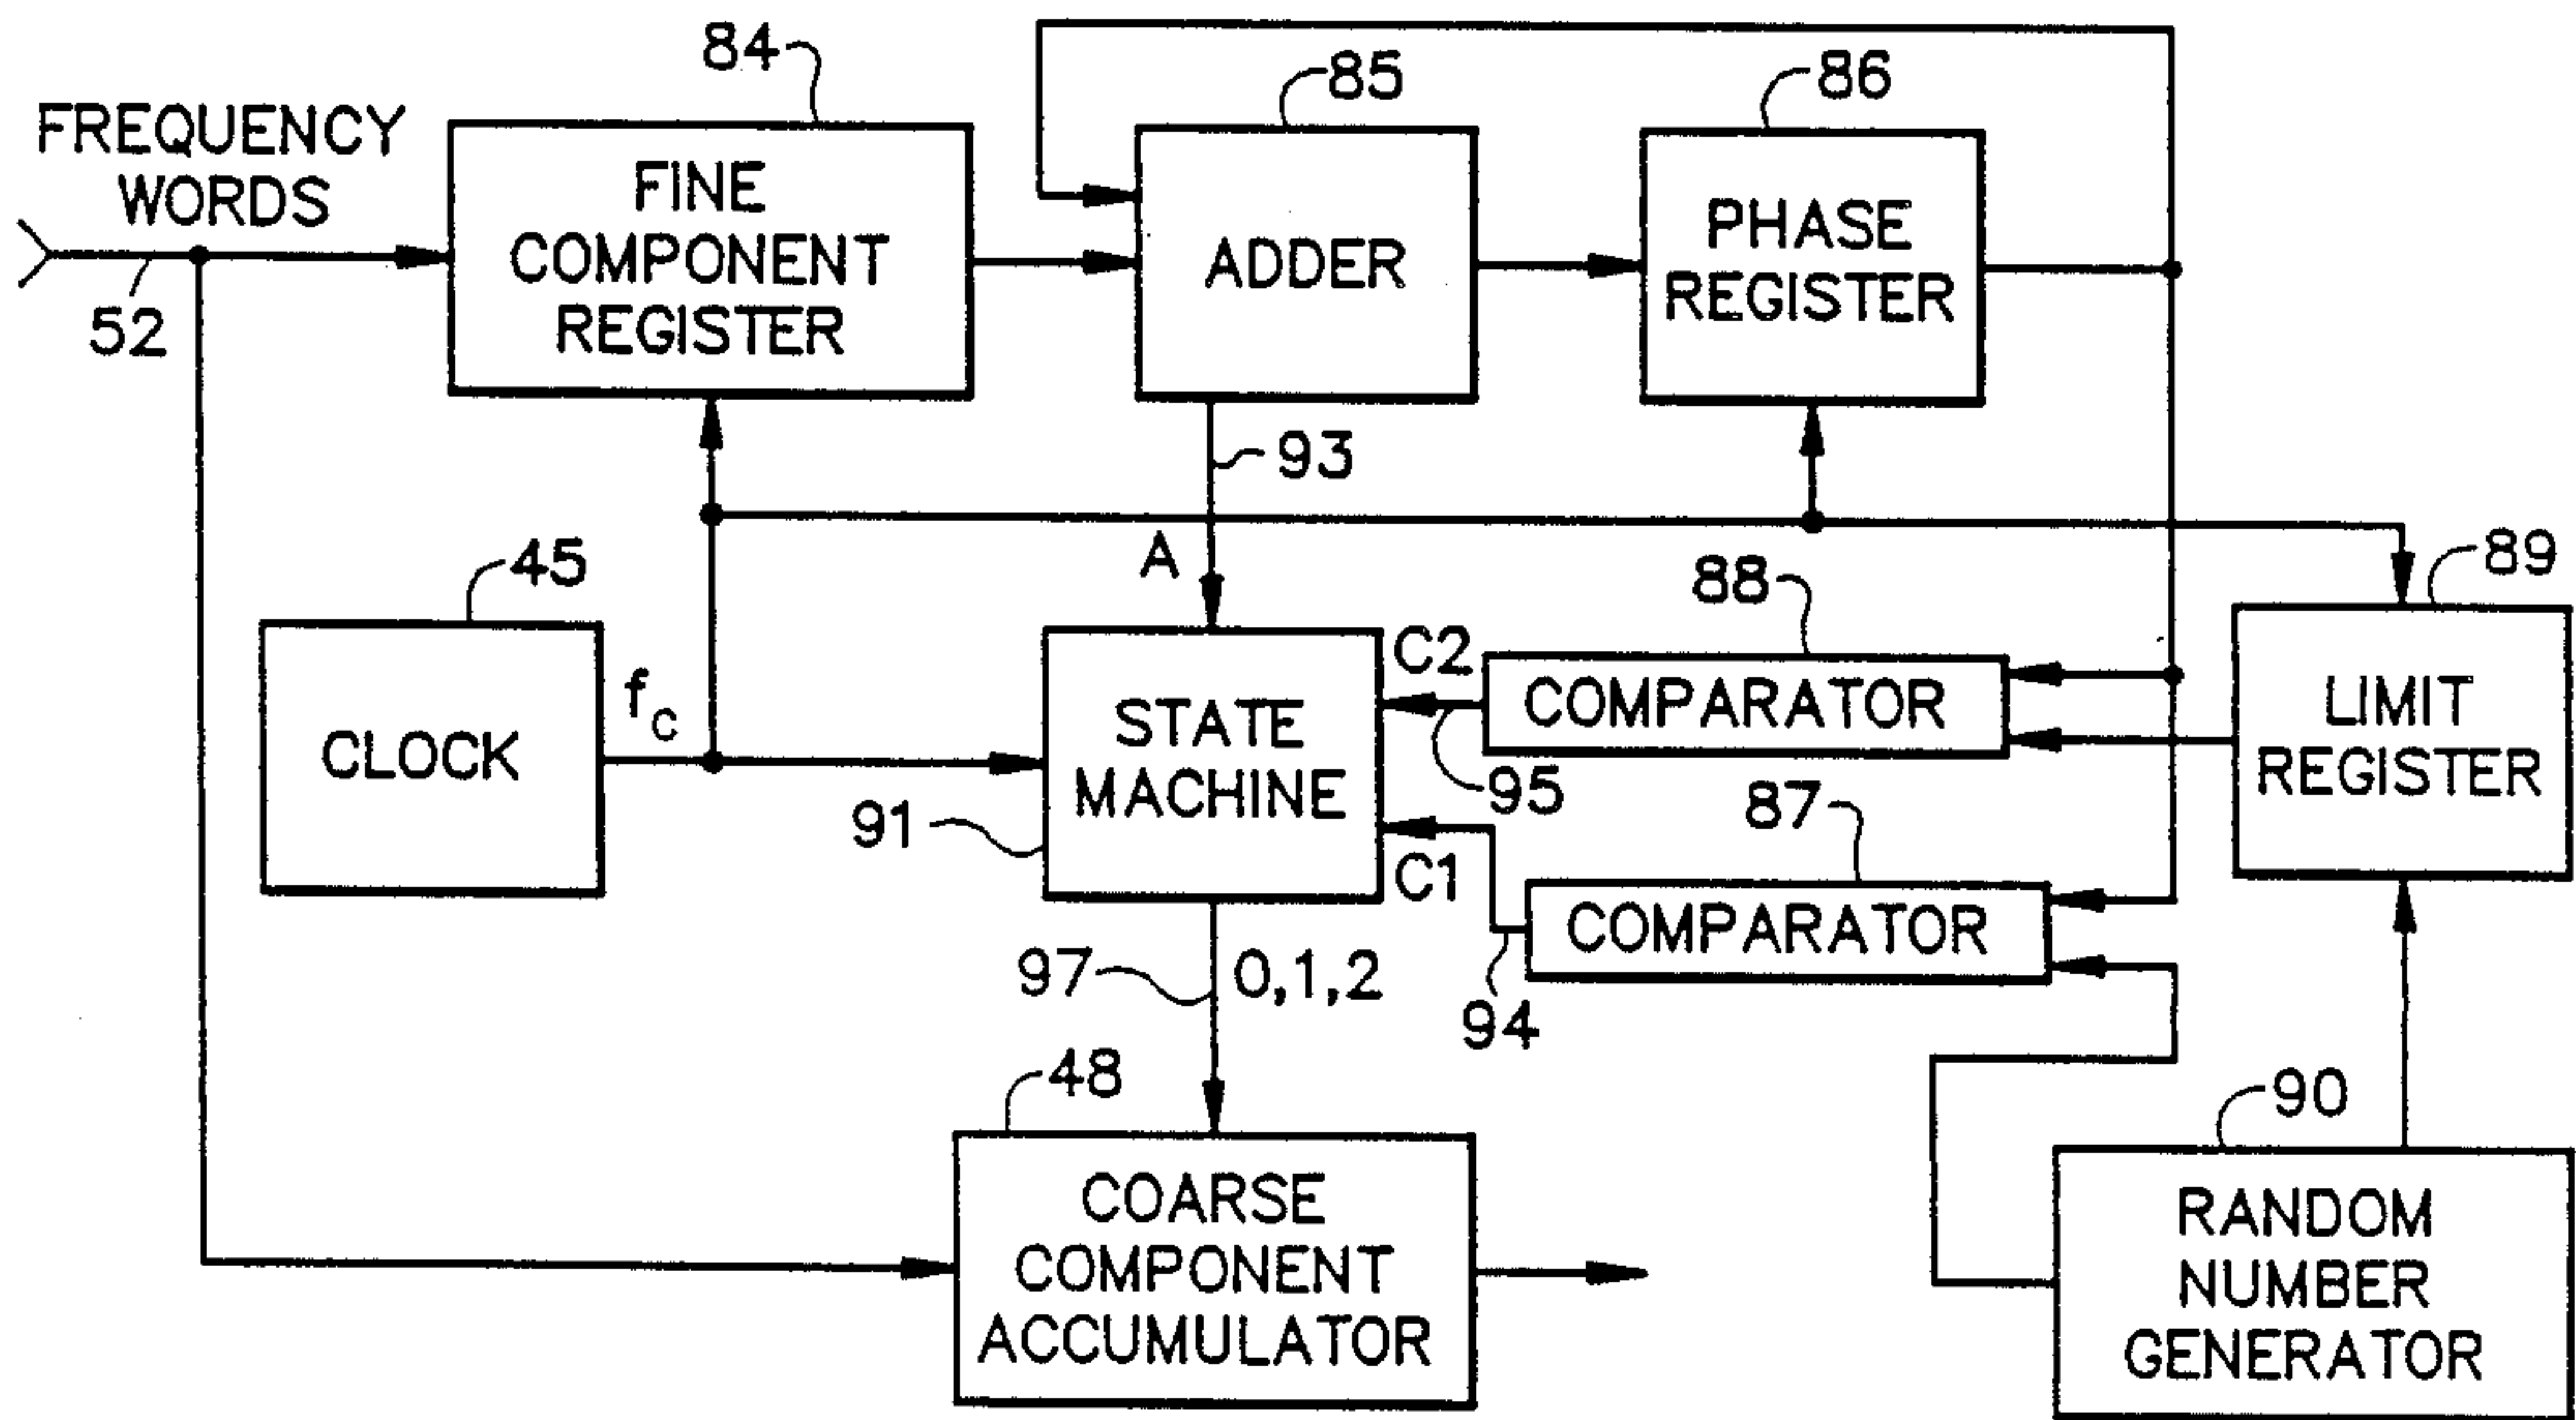 84
85
86
FREQUENCY
WORDS
52
FINE
COMPONENT
REGISTER
ADDER
PHASE
REGISTER
93
A
45
88
89
CLOCK
fC
STATE
MACHINE
91
C2
COMPARATOR
95
LIMIT
REGISTER
87
C1
COMPARATOR
94
97
0,1,2
48
90
COARSE
COMPONENT
ACCUMULATOR
RANDOM
NUMBER
GENERATOR